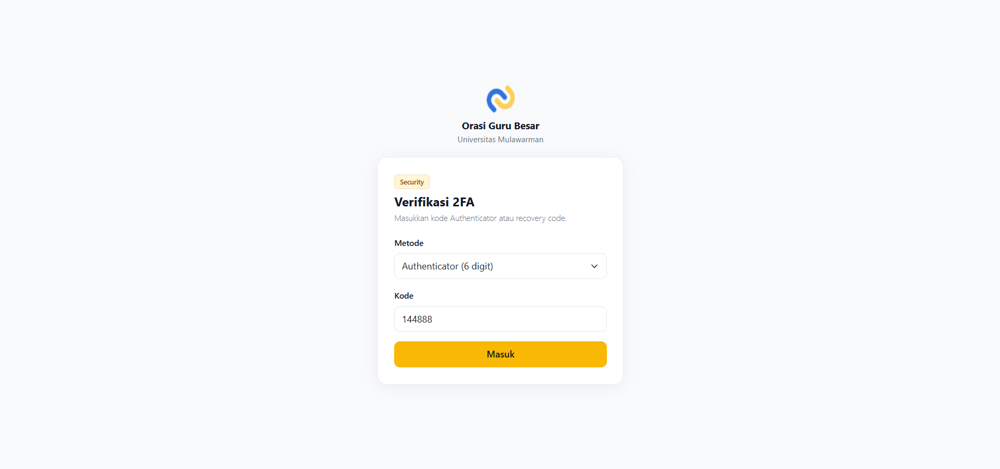 Orasi Guru Besar
Universitas Mulawarman
Security
Verifikasi 2FA
Masukkan kode Authenticator atau recovery code.
Metode
Authenticator (6 digit)
Kode
144888
Masuk